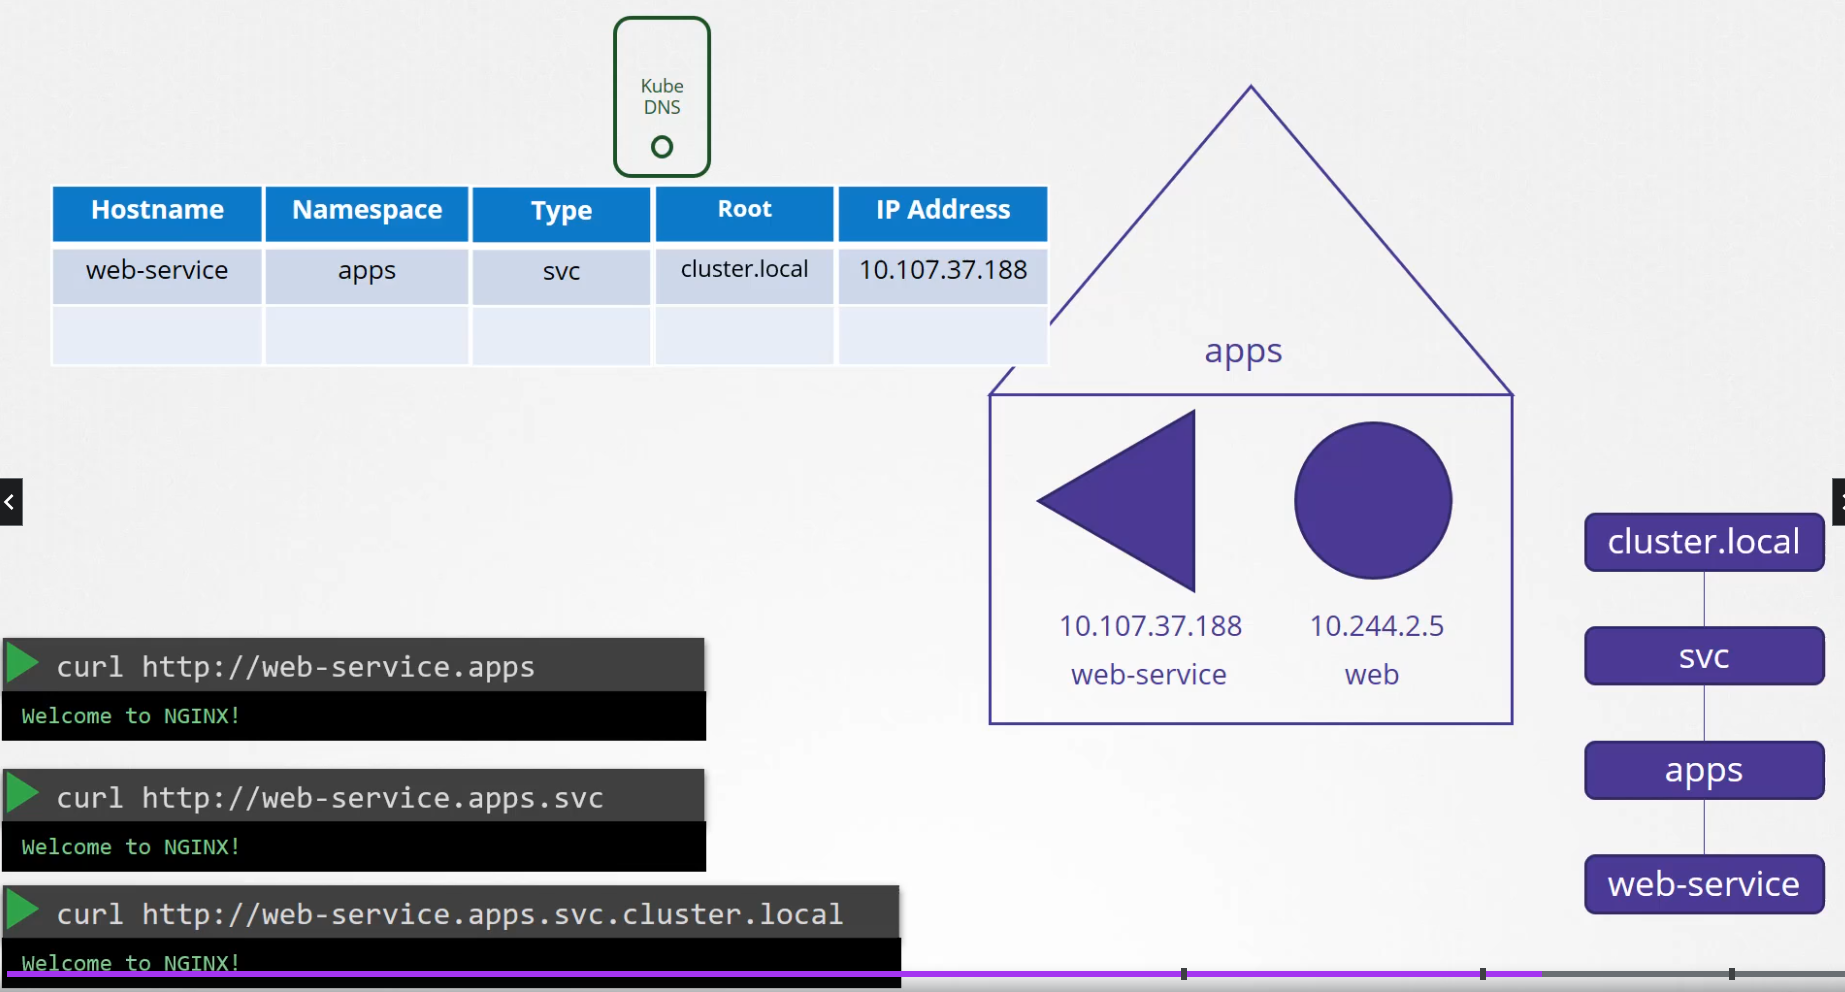 Kube
DNS
Hostname Namespace Type Root IP Address
web-service apps svc cluster.local 10.107.37.188
apps
10.107.37.188 10.244.2.5
web-service web
cluster.local
svc
apps
web-service
curl http://web-service.apps
Welcome to NGINX!
curl http://web-service.apps.svc
Welcome to NGINX!
curl http://web-service.apps.svc.cluster.local
Welcome to NGINX!